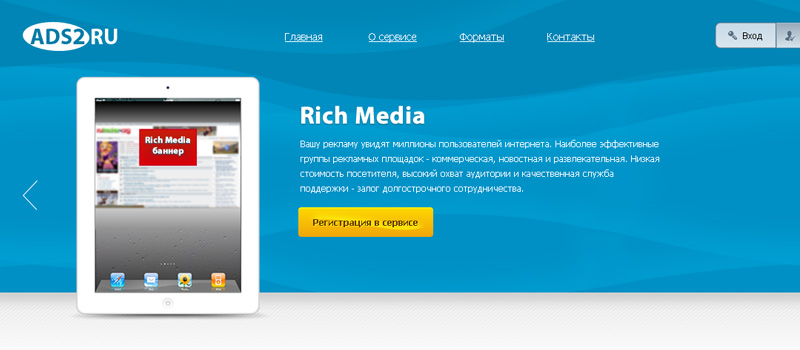 ADS2RU
Главная
О сервисе
Форматы
Контакты
Вход
Rich Media
Вашу рекламу увидят миллионы пользователей интернета. Наиболее эффективные
группы рекламных площадок - коммерческая, новостная и развлекательная. Низкая
стоимость посетителя, высокий охват аудитории и качественная служба
поддержки - залог долгосрочного сотрудничества.
Регистрация в сервисе
Rich Media
баннер